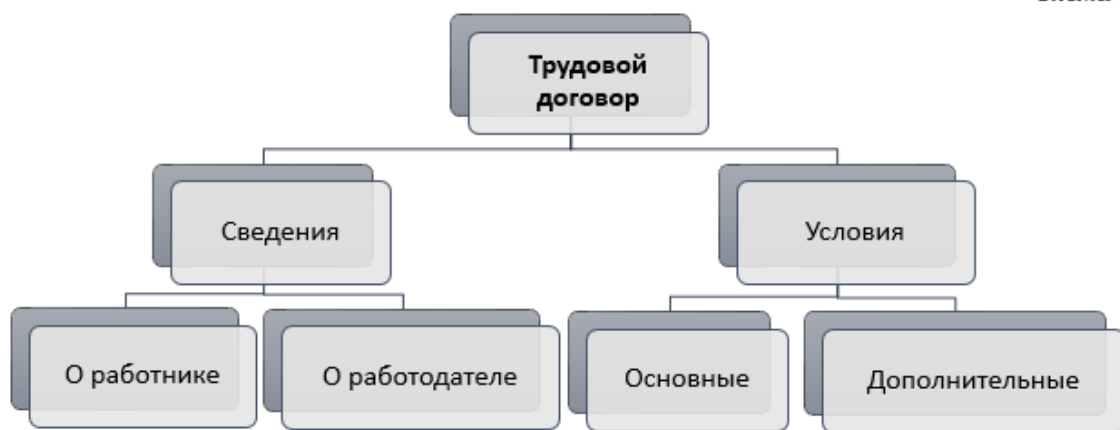 Трудовой
договор
Сведения
Условия
О работнике
О работодателе
Основные
Дополнительные